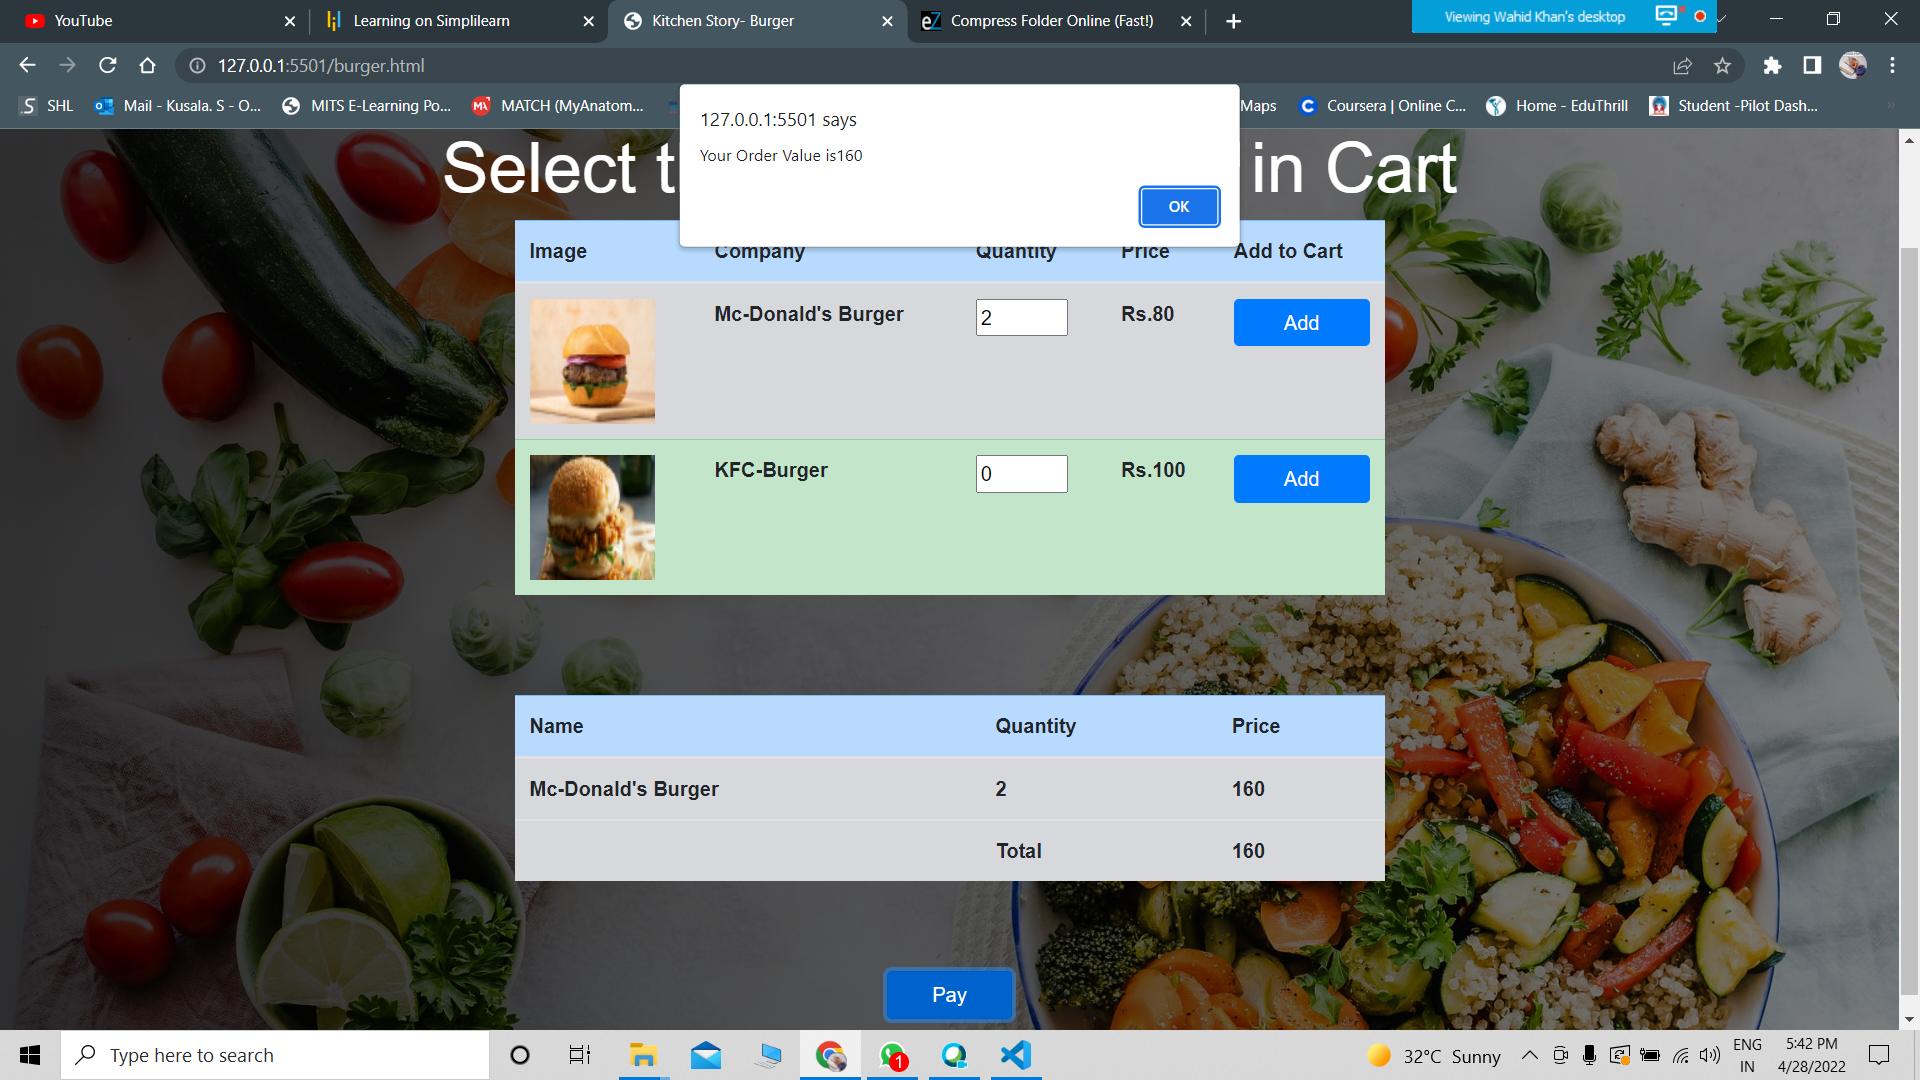 YouTube
Learning on Simplilearn
Kitchen Story- Burger
eZ
Compress Folder Online (Fast!)
Viewing Wahid Khan's desktop
127.0.0.1:5501/burger.html
SHL
Mail - Kusala. S - O...
MITS E-Learning Po...
MATCH (MyAnatom...
Maps
Coursera | Online C...
Home - EduThrill
Student -Pilot Dash...
127.0.0.1:5501 says
Your Order Value is160
OK
Select t
in Cart
Image Company Quantity Price Add to Cart
Mc-Donald's Burger 2 Rs.80 Add
KFC-Burger 0 Rs.100 Add
Name Quantity Price
Mc-Donald's Burger 2 160
Total 160
Pay
Type here to search
1
32°C Sunny
ENG
IN
5:42 PM
4/28/2022